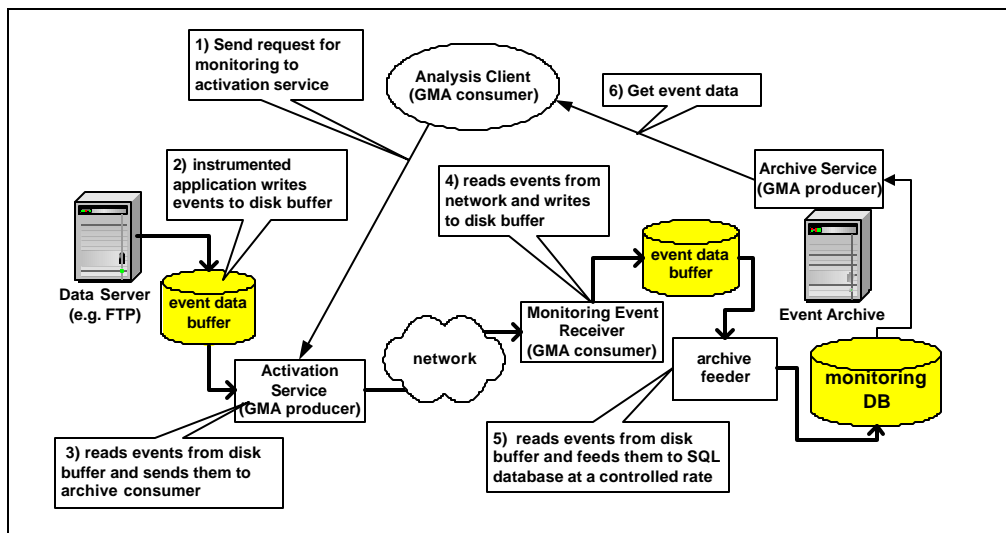 1) Send request for
monitoring to
activation service
Analysis Client
(GMA consumer)
6) Get event data
2) instrumented
application writes
events to disk buffer
4) reads events from
network and writes
to disk buffer
Archive Service
(GMA producer)
Data Server
(e.g. FTP)
event data
buffer
event data
buffer
Event Archive
Monitoring Event
Receiver
(GMA consumer)
network
Activation
Service
(GMA producer)
archive
feeder
monitoring
DB
3) reads events from disk
buffer and sends them to
archive consumer
5) reads events from disk
buffer and feeds them to SQL
database at a controlled rate